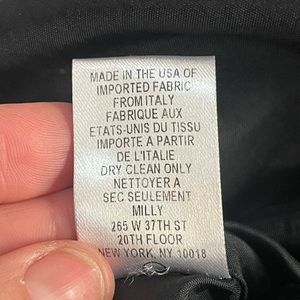 MADE IN THE USA OF
IMPORTED FABRIC
FROM ITALY
FABRIQUE AUX
ETATS-UNIS DU TISSU
IMPORTE A PARTIR
DE L'ITALIE
DRY CLEAN ONLY
NETTOYER A
SEC SEULEMENT
MILLY
265 W 37TH ST
20TH FLOOR
NEW YORK, NY 10018